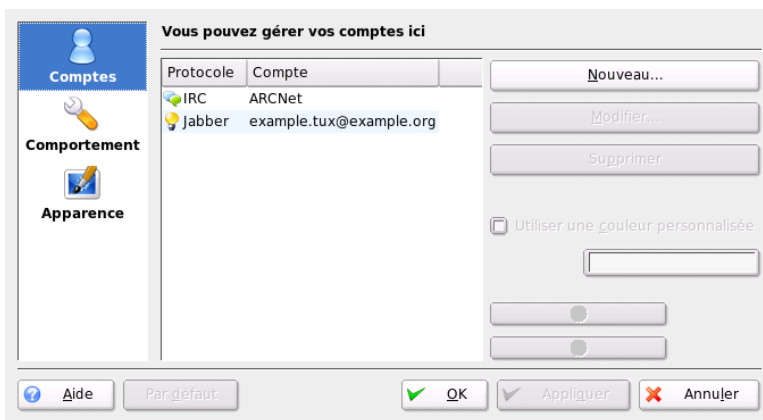 Vous pouvez gérer vos comptes ici
Comptes
Comportement
Apparence
Protocole Compte
IRC ARCNet
Jabber example.tux@example.org
Nouveau...
Modifier...
Supprimer
Utiliser une couleur personnalisée
Aide
Par défaut
OK
Appliquer
Annuler